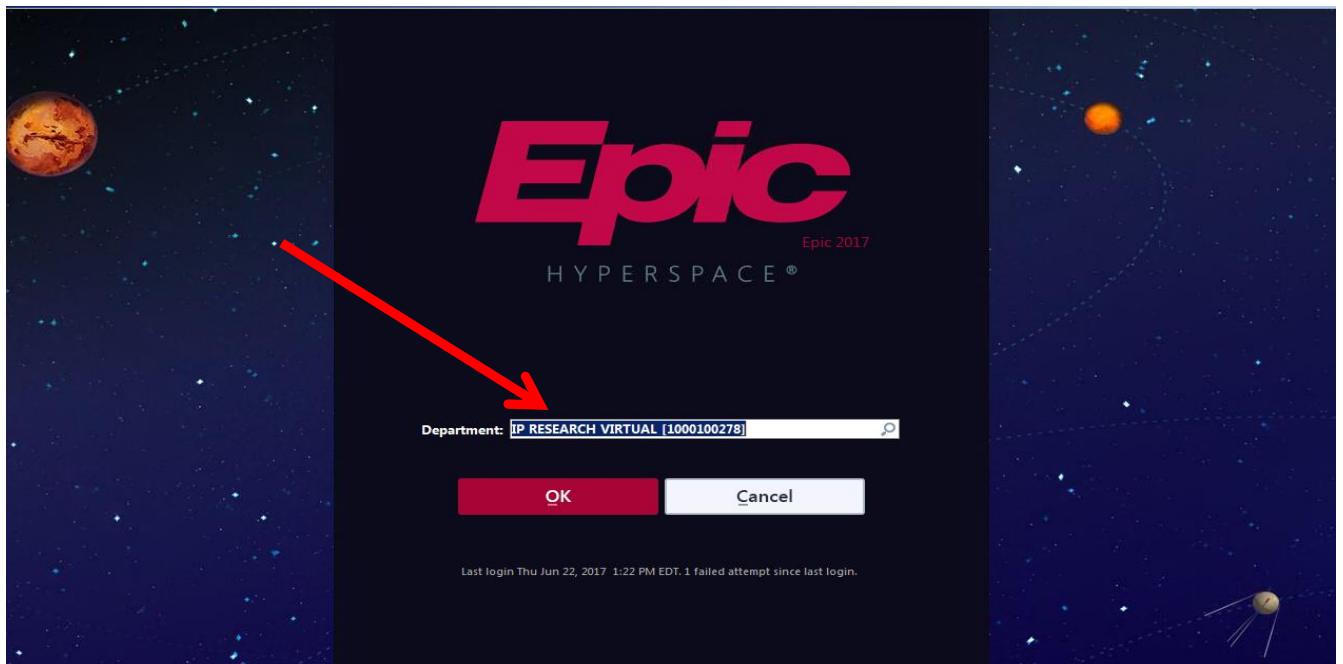 Epic
Epic 2017
HYPERSPACE®
Department: IP RESEARCH VIRTUAL [1000100278]
OK Cancel
Last login Thu Jun 22, 2017 1:22 PM EDT. 1 failed attempt since last login.